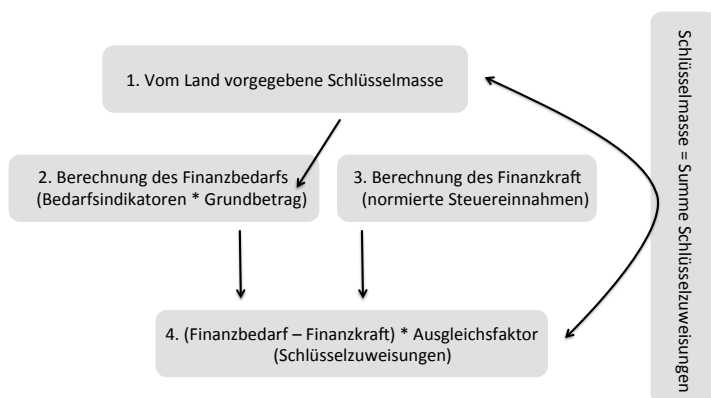 1. Vom Land vorgegebene Schlüsselmasse
2. Berechnung des Finanzbedarfs
(Bedarfsindikatoren * Grundbetrag)
3. Berechnung des Finanzkraft
(normierte Steuereinnahmen)
4. (Finanzbedarf – Finanzkraft) * Ausgleichsfaktor
(Schlüsselzuweisungen)
Schlüsselmasse = Summe Schlüsselzuweisungen